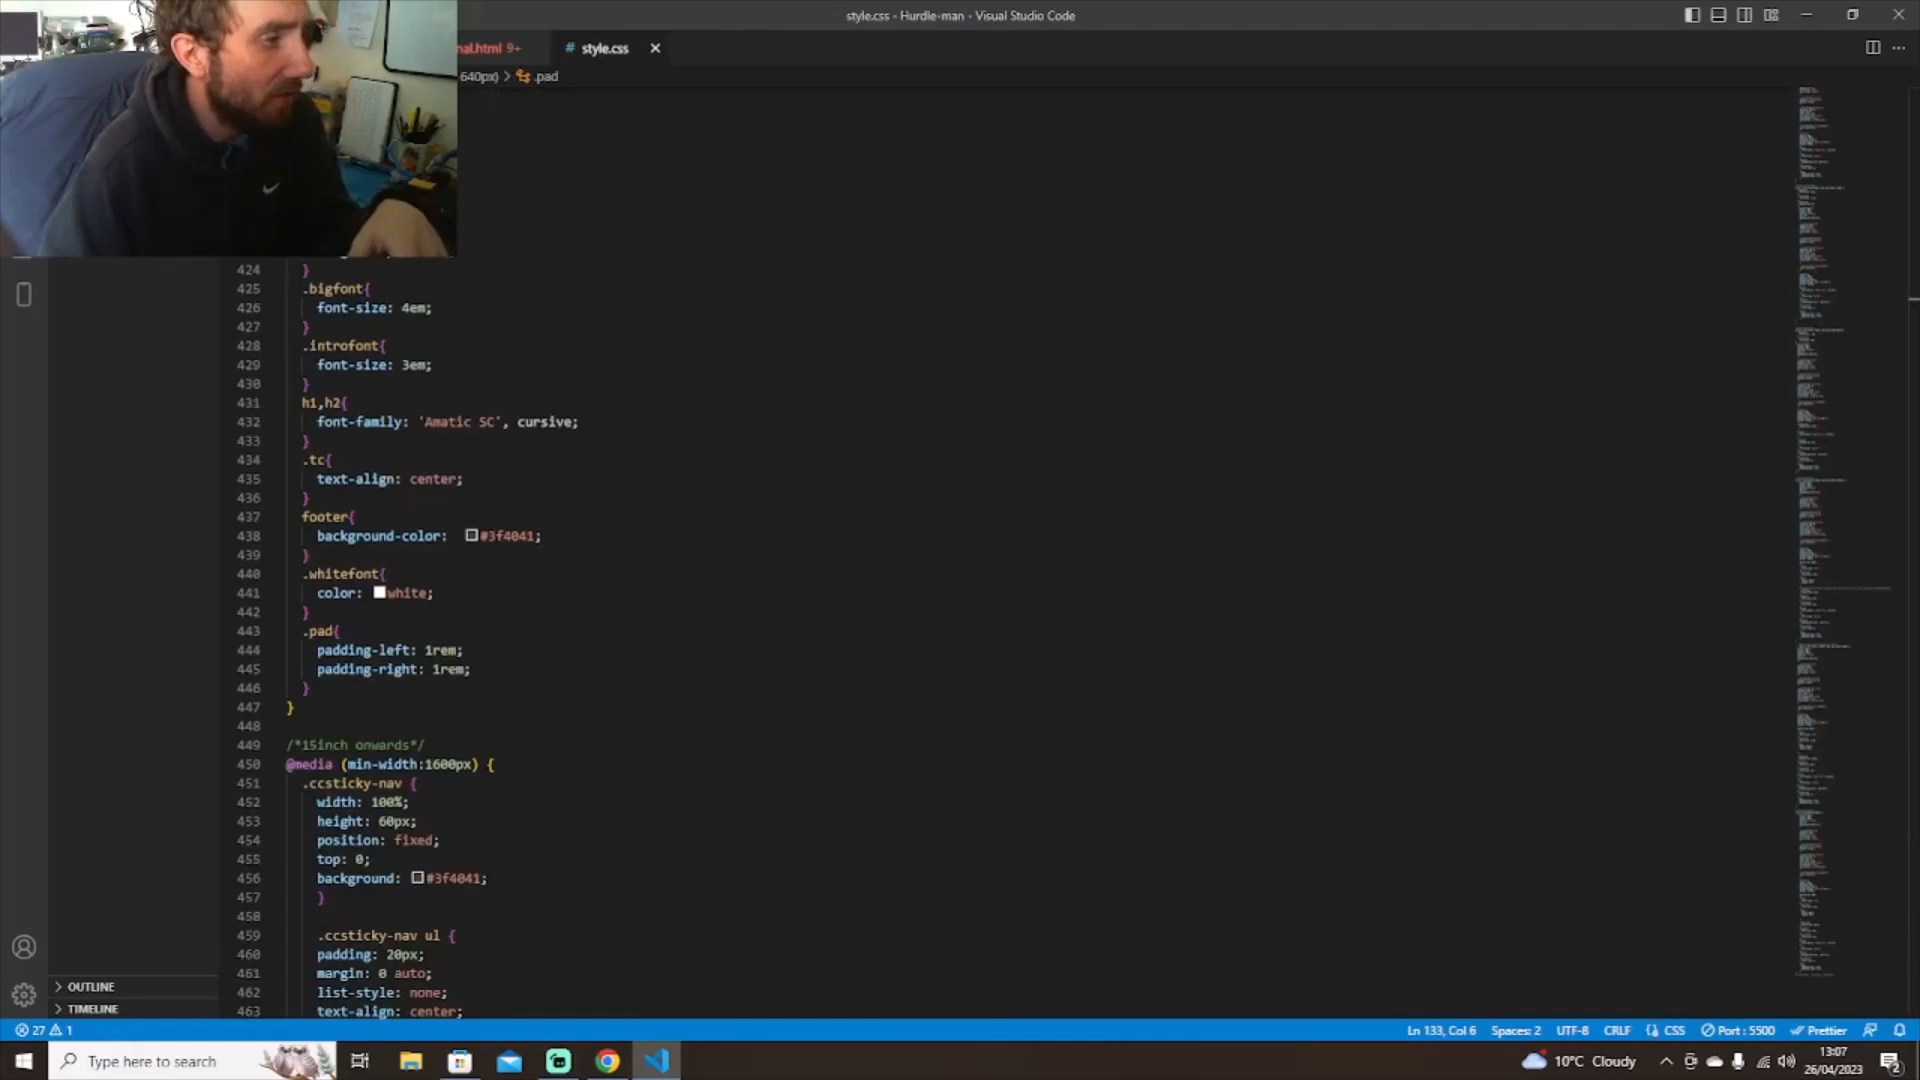 style.css - Hurdle-man - Visual Studio Code
nal.html 9+
# style.css
640px) > .pad
424 }
425 .bigfont{
426 font-size: 4em;
427 }
428 .introfont{
429 font-size: 3em;
430 }
431 h1,h2{
432 font-family: 'Amatic SC', cursive;
433 }
434 .tc{
435 text-align: center;
436 }
437 footer{
438 background-color: #3f4041;
439 }
440 .whitefont{
441 color: white;
442 }
443 .pad{
444 padding-left: 1rem;
445 padding-right: 1rem;
446 }
447 }
448
449 /*15inch onwards*/
450 @media (min-width:1600px) {
451 .ccsticky-nav {
452 width: 100%;
453 height: 60px;
454 position: fixed;
455 top: 0;
456 background: #3f4041;
457 }
458
459 .ccsticky-nav ul {
460 padding: 20px;
461 margin: 0 auto;
462 list-style: none;
463 text-align: center;
OUTLINE
TIMELINE
27 1
Ln 133, Col 6
Spaces: 2
UTF-8
CRLF
CSS
Port : 5500
Prettier
Type here to search
10°C Cloudy
13:07
26/04/2023
2